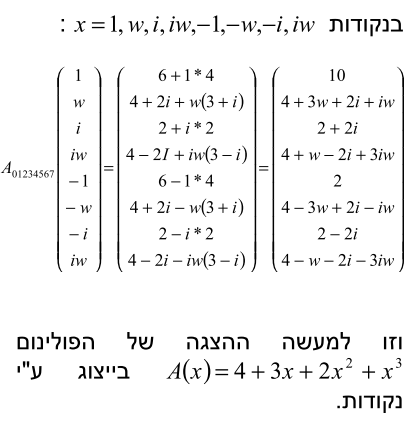 בנקודות x = 1, w, i, iw, −1, −w, −i, iw :
1 6 + 1 * 4 10
w 4 + 2i + w(3 + i) 4 + 3w + 2i + iw
i 2 + i * 2 2 + 2i
iw 4 − 2I + iw(3 − i) 4 + w − 2i + 3iw
A01234567 −1 = 6 − 1 * 4 = 2
− w 4 + 2i − w(3 + i) 4 − 3w + 2i − iw
− i 2 − i * 2 2 − 2i
iw 4 − 2i − iw(3 − i) 4 − w − 2i − 3iw
וזו למעשה ההצגה של הפולינום
A(x) = 4 + 3x + 2x² + x³ בייצוג ע"י
נקודות.